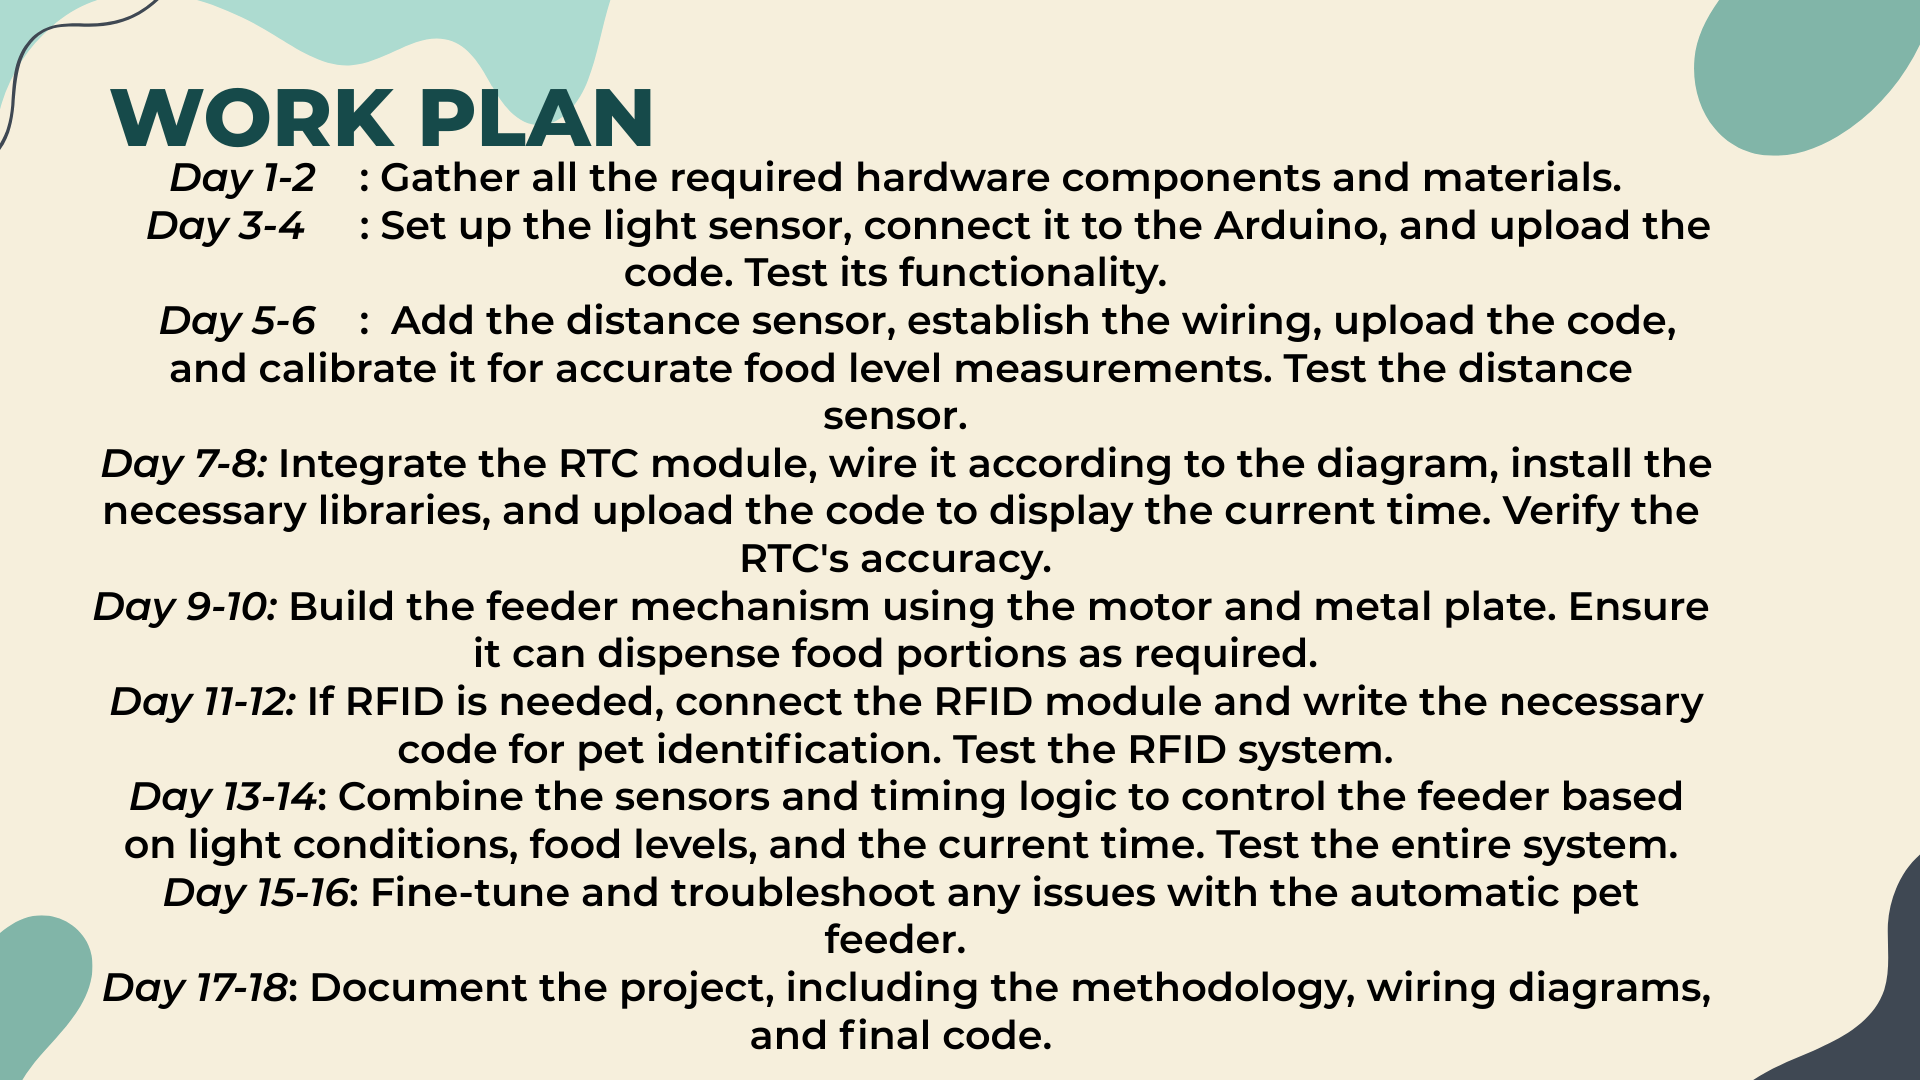 WORK PLAN
Day 1-2 : Gather all the required hardware components and materials.
Day 3-4 : Set up the light sensor, connect it to the Arduino, and upload the
code. Test its functionality.
Day 5-6 : Add the distance sensor, establish the wiring, upload the code,
and calibrate it for accurate food level measurements. Test the distance
sensor.
Day 7-8: Integrate the RTC module, wire it according to the diagram, install the
necessary libraries, and upload the code to display the current time. Verify the
RTC's accuracy.
Day 9-10: Build the feeder mechanism using the motor and metal plate. Ensure
it can dispense food portions as required.
Day 11-12: If RFID is needed, connect the RFID module and write the necessary
code for pet identification. Test the RFID system.
Day 13-14: Combine the sensors and timing logic to control the feeder based
on light conditions, food levels, and the current time. Test the entire system.
Day 15-16: Fine-tune and troubleshoot any issues with the automatic pet
feeder.
Day 17-18: Document the project, including the methodology, wiring diagrams,
and final code.